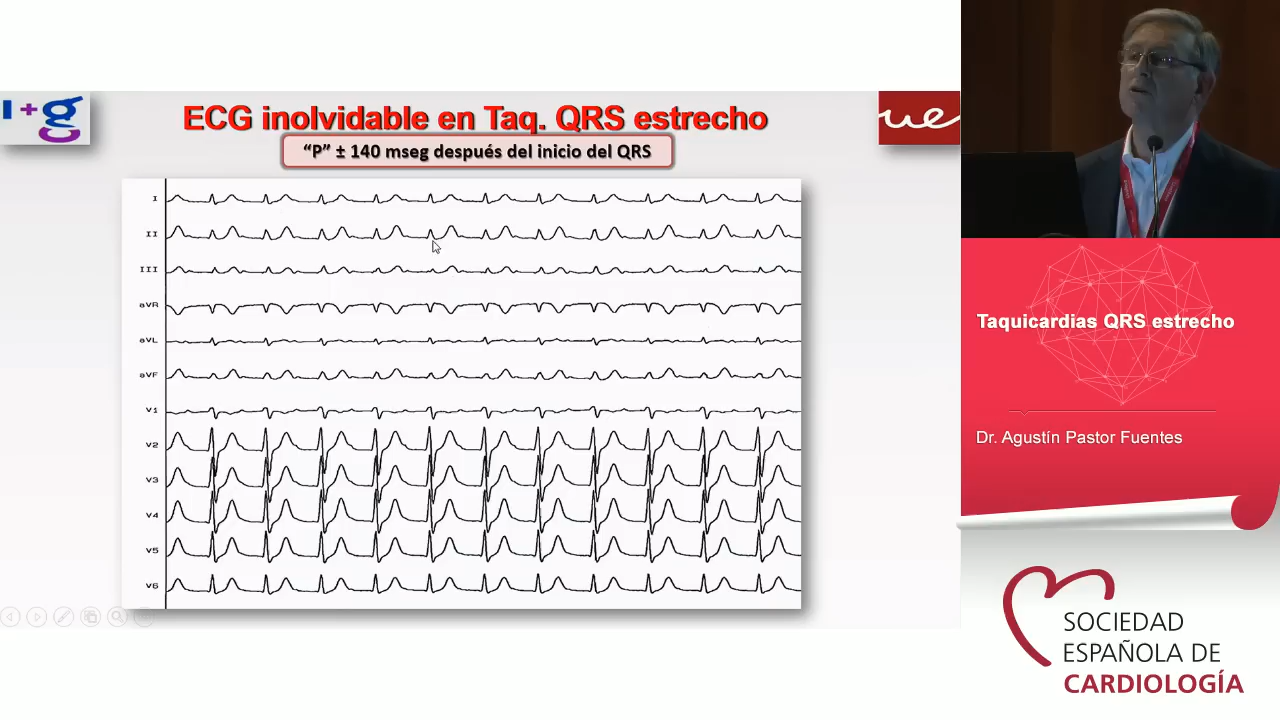 i+g
ECG inolvidable en Taq. QRS estrecho
ue
“P” ± 140 mseg después del inicio del QRS
I
II
III
aVR
aVL
aVF
V1
V2
V3
V4
V5
V6
Taquicardias QRS estrecho
Dr. Agustín Pastor Fuentes
SOCIEDAD
ESPAÑOLA DE
CARDIOLOGÍA